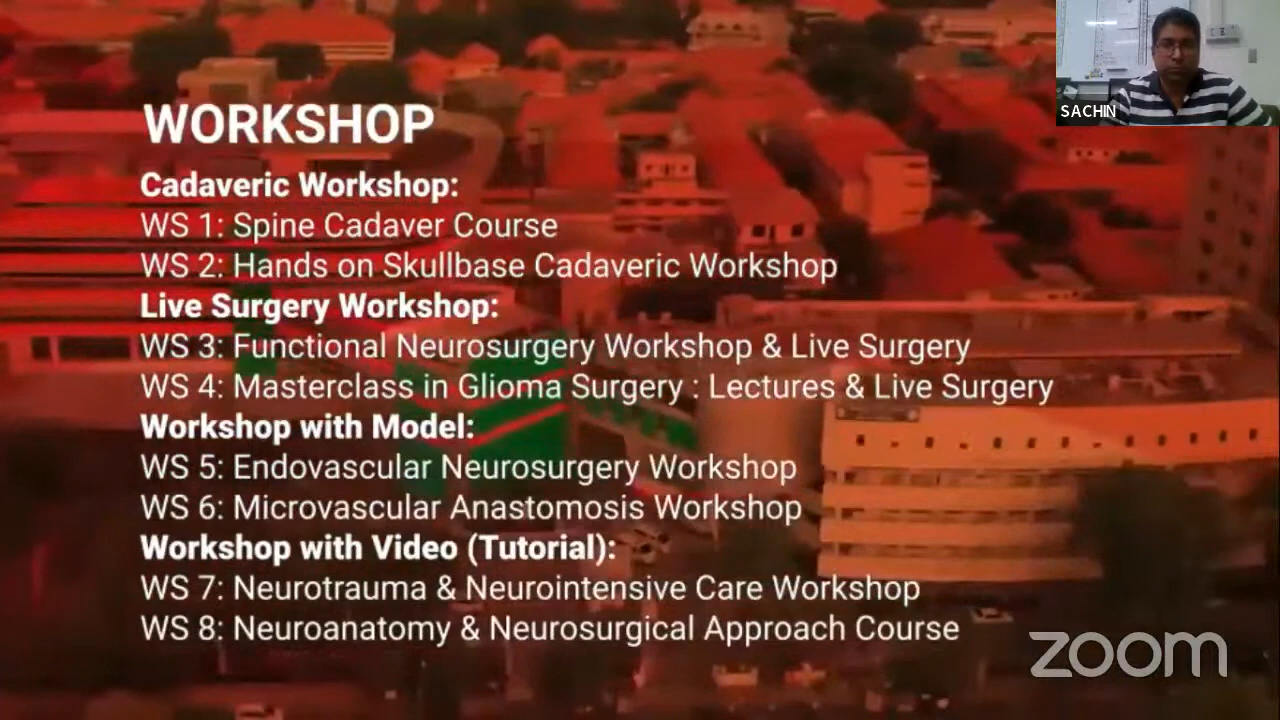 WORKSHOP
Cadaveric Workshop:
WS 1: Spine Cadaver Course
WS 2: Hands on Skullbase Cadaveric Workshop
Live Surgery Workshop:
WS 3: Functional Neurosurgery Workshop & Live Surgery
WS 4: Masterclass in Glioma Surgery : Lectures & Live Surgery
Workshop with Model:
WS 5: Endovascular Neurosurgery Workshop
WS 6: Microvascular Anastomosis Workshop
Workshop with Video (Tutorial):
WS 7: Neurotrauma & Neurointensive Care Workshop
WS 8: Neuroanatomy & Neurosurgical Approach Course
SACHIN
zoom